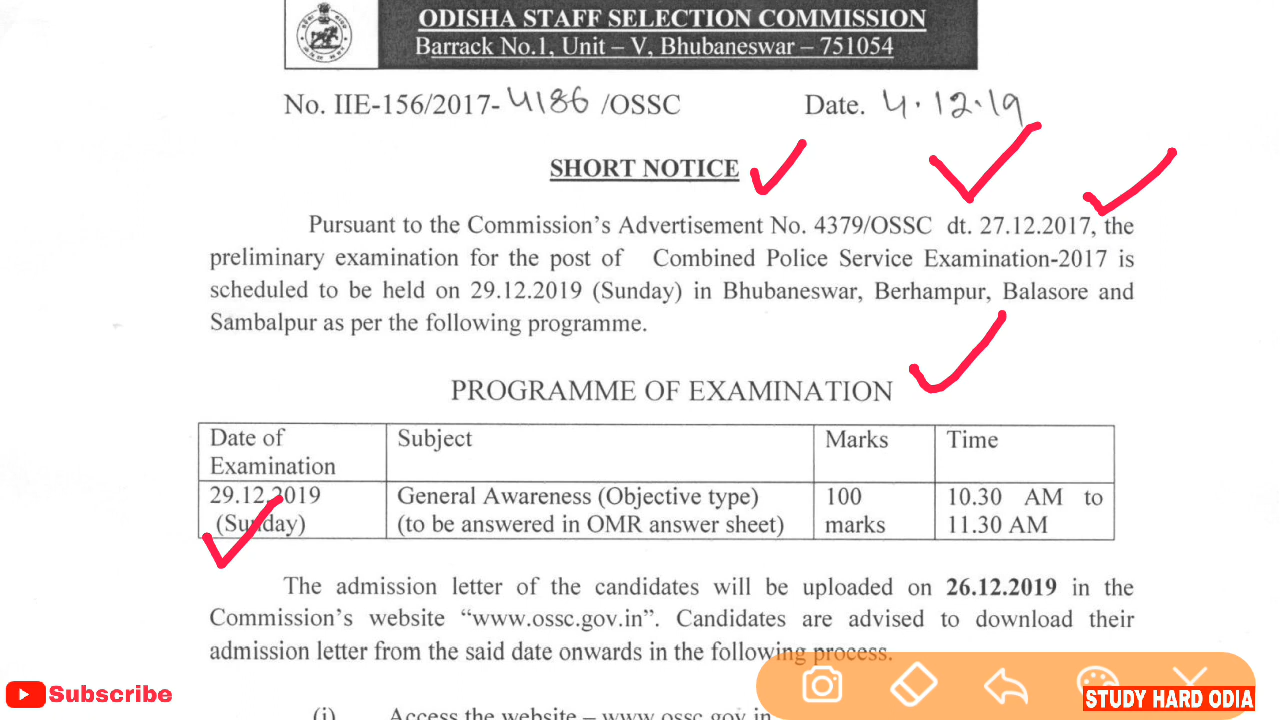 ODISHA STAFF SELECTION COMMISSION
Barrack No.1, Unit – V, Bhubaneswar – 751054
No. IIE-156/2017- 4186 /OSSC Date. 4.12.19
SHORT NOTICE
Pursuant to the Commission's Advertisement No. 4379/OSSC dt. 27.12.2017, the
preliminary examination for the post of Combined Police Service Examination-2017 is
scheduled to be held on 29.12.2019 (Sunday) in Bhubaneswar, Berhampur, Balasore and
Sambalpur as per the following programme.
PROGRAMME OF EXAMINATION
Date of Subject Marks Time
Examination
29.12.2019 General Awareness (Objective type) 100 10.30 AM to
(Sunday) (to be answered in OMR answer sheet) marks 11.30 AM
The admission letter of the candidates will be uploaded on 26.12.2019 in the
Commission's website “www.ossc.gov.in”. Candidates are advised to download their
admission letter from the said date onwards in the following process.
(i) Access the website – www.ossc.gov.in
Subscribe
STUDY HARD ODIA